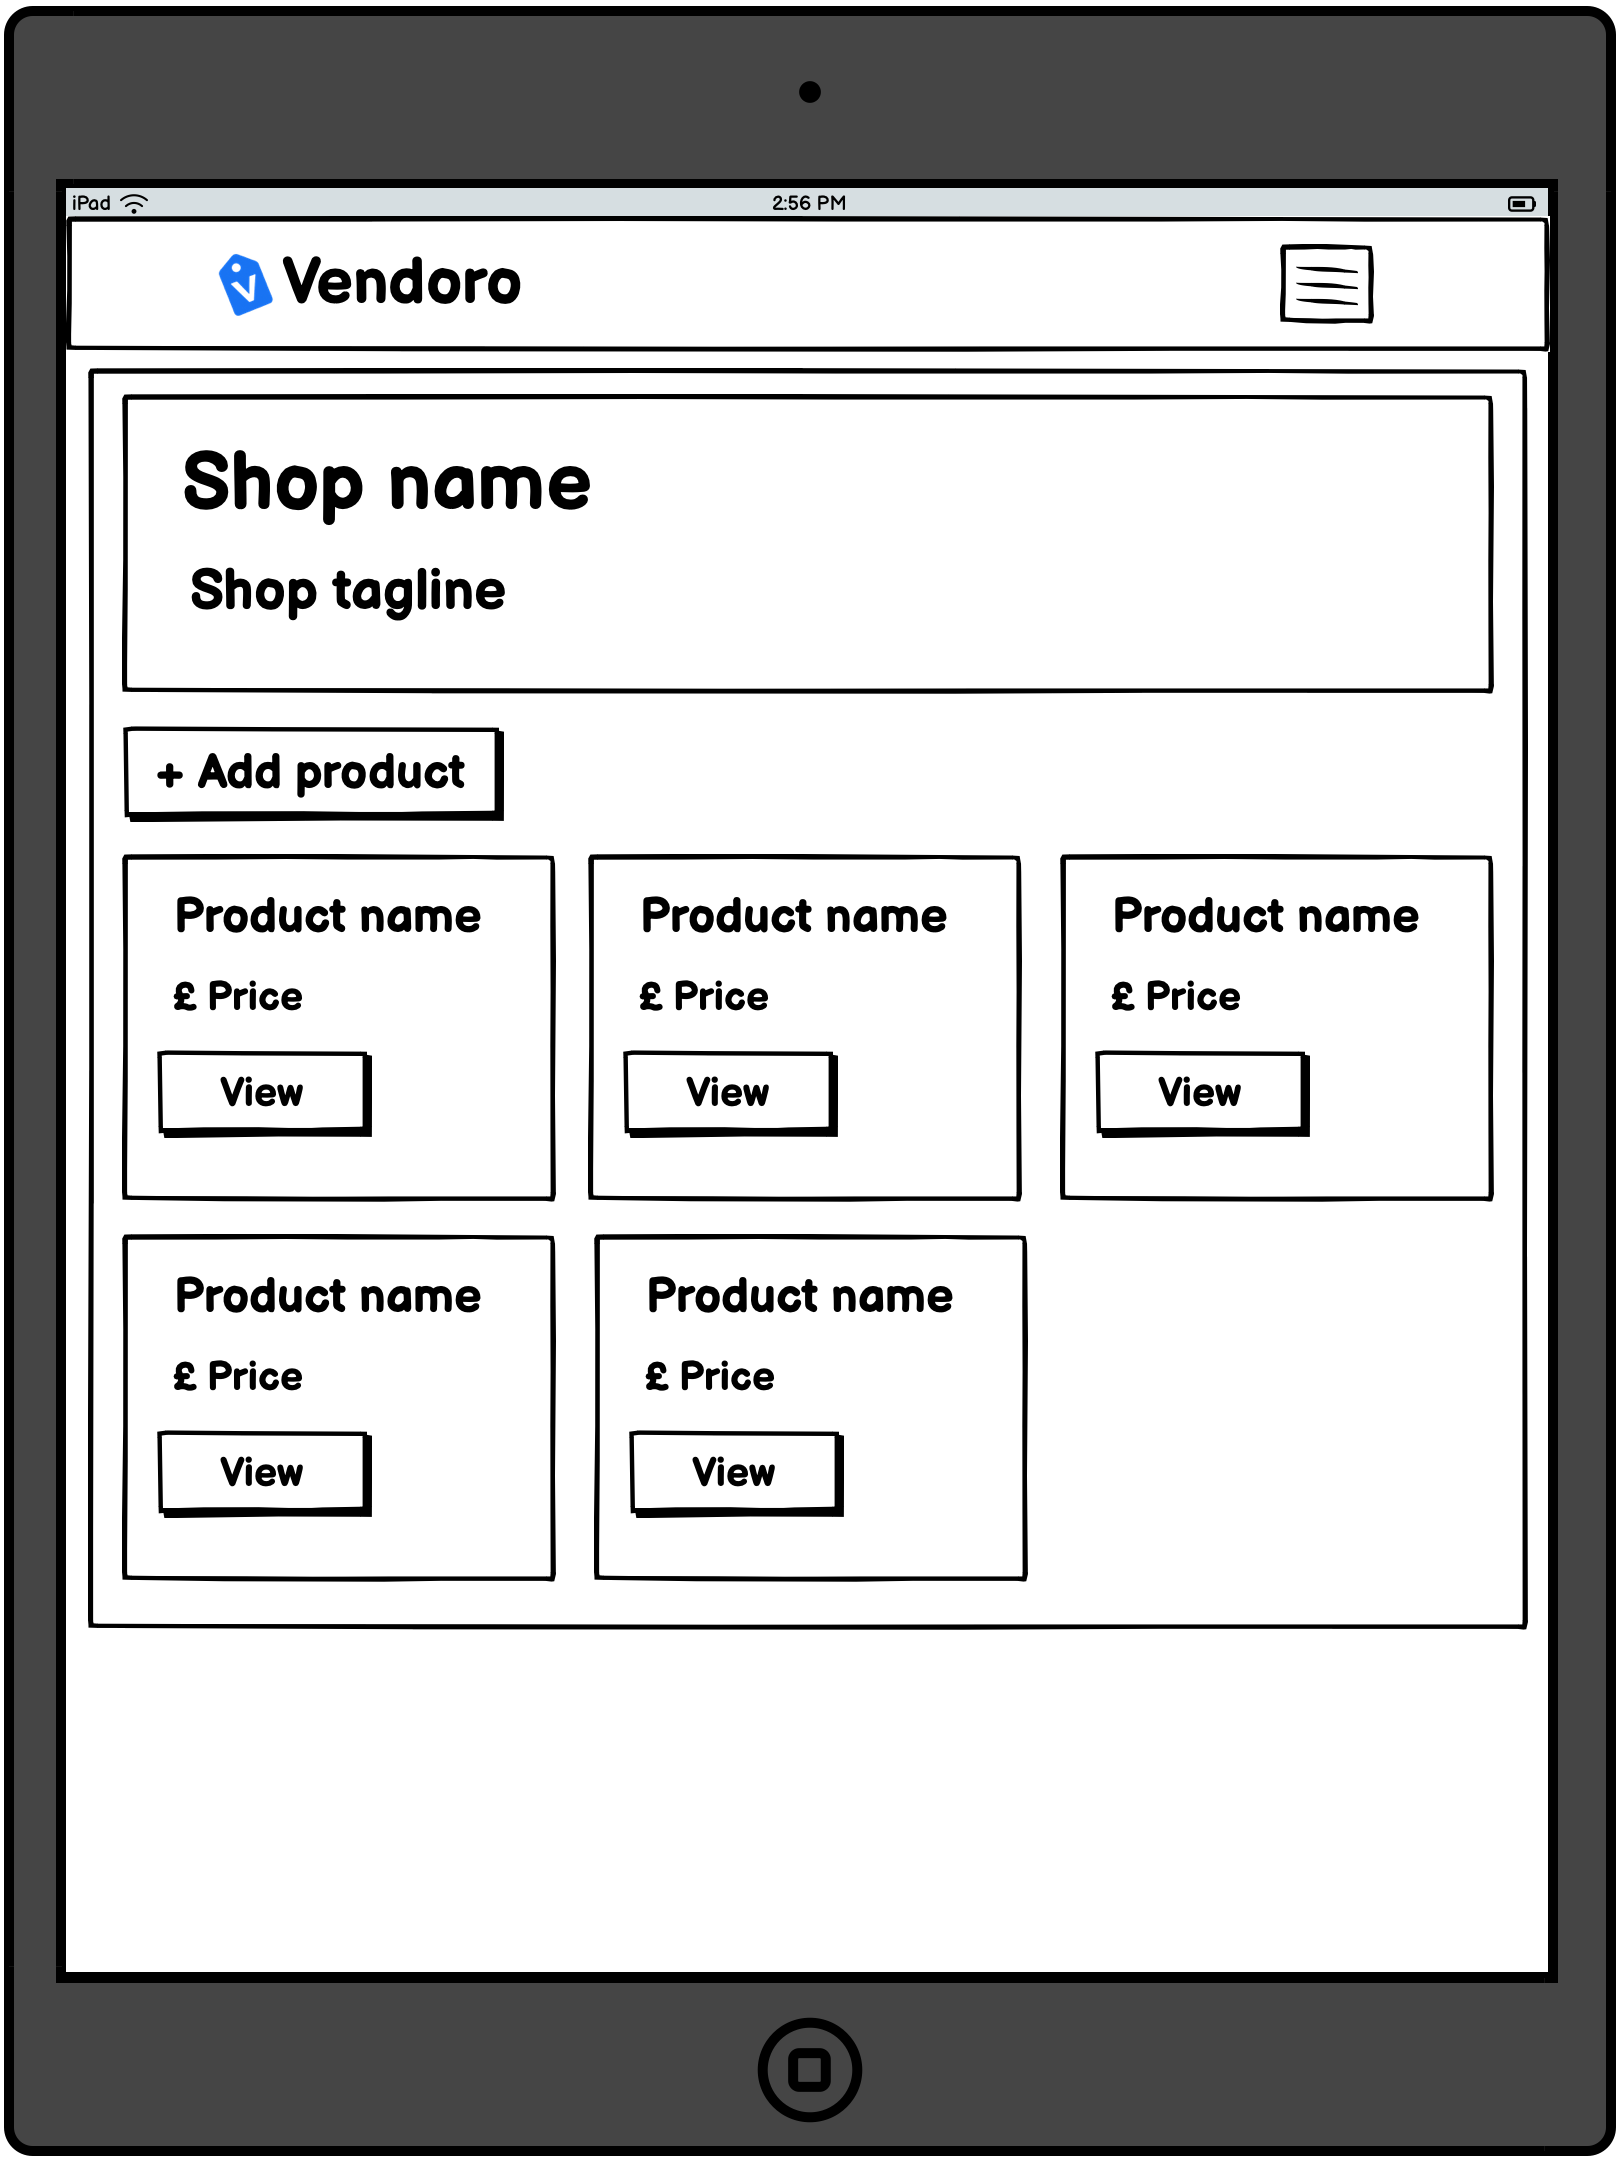 iPad 2:56 PM
V Vendoro
Shop name
Shop tagline
+ Add product
Product name Product name Product name
£ Price £ Price £ Price
View View View
Product name Product name
£ Price £ Price
View View